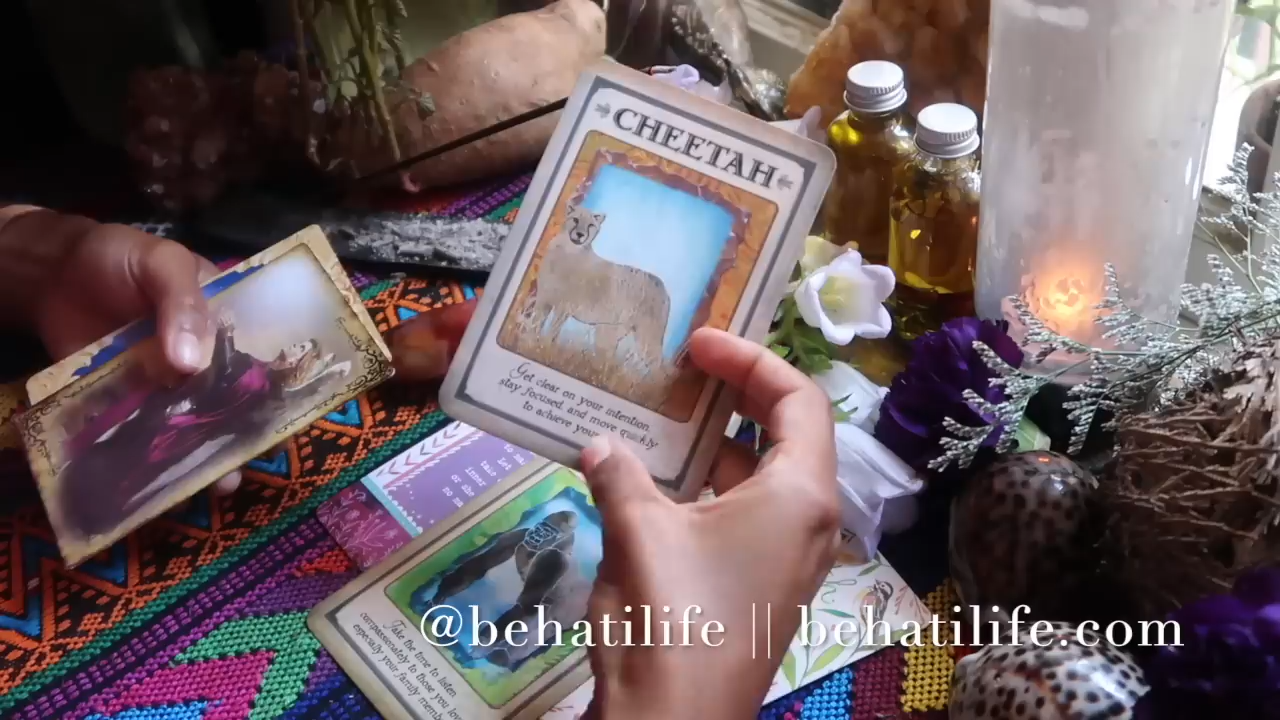 CHEETAH
Get clear on your intention,
stay focused, and move quickly
to achieve your
Take the time to listen
compassionately to those you
especially your family
@behatilife || behatilife.com